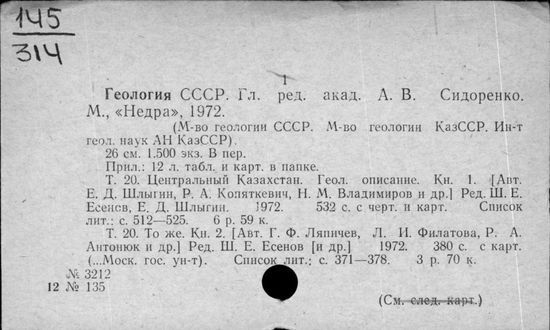 145
314
1
Геология СССР. Гл. ред. акад. А. В. Сидоренко.
М., «Недра», 1972.
(М-во геологии СССР. М-во геологии КазССР. Ин-т
геол. наук АН КазССР).
26 см. 1.500 экз. В пер.
Прил.: 12 л. табл. и карт. в папке.
Т. 20. Центральный Казахстан. Геол. описание. Кн. 1. [Авт.
Е. Д. Шлыгин, Р. А. Копяткевич, Н. М. Владимиров и др.] Ред. Ш. Е.
Есенов, Е. Д. Шлыгин. 1972. 532 с. с черт. и карт. Список
лит.: с. 512—525. 6 р. 59 к.
Т. 20. То же. Кн. 2. [Авт. Г. Ф. Ляпичев, Л. И. Филатова, Р. А.
Антонюк и др.] Ред. Ш. Е. Есенов [и др.] 1972. 380 с. с карт.
(...Моск. гос. ун-т). Список лит.: с. 371—378. 3 р. 70 к.
№ 3212
12 № 135
(См. след. карт.)